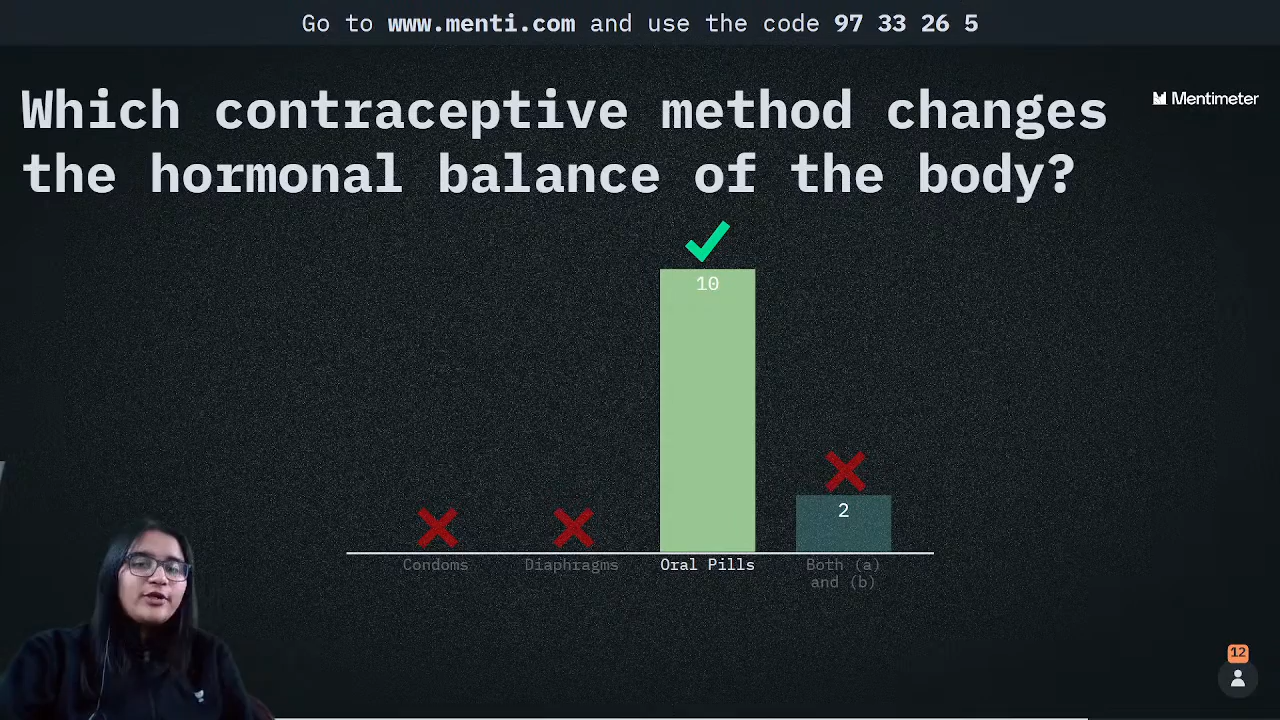 Go to www.menti.com and use the code 97 33 26 5
Which contraceptive method changes
the hormonal balance of the body?
Mentimeter
10
2
Condoms
Diaphragms
Oral Pills
Both (a)
and (b)
12